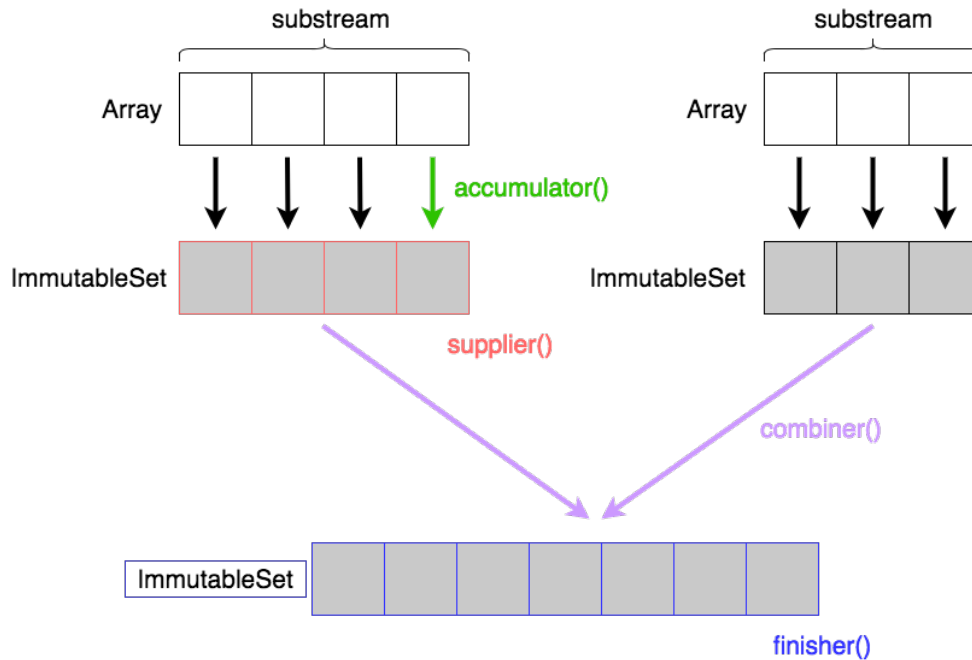 substream
substream
Array
Array
accumulator()
ImmutableSet
ImmutableSet
supplier()
combiner()
ImmutableSet
finisher()